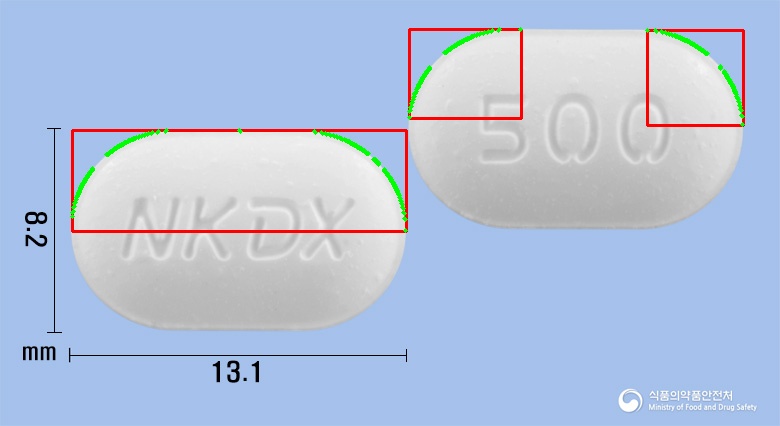 500
NKDX
8.2
mm
13.1
식품의약품안전처
Ministry of Food and Drug Safety